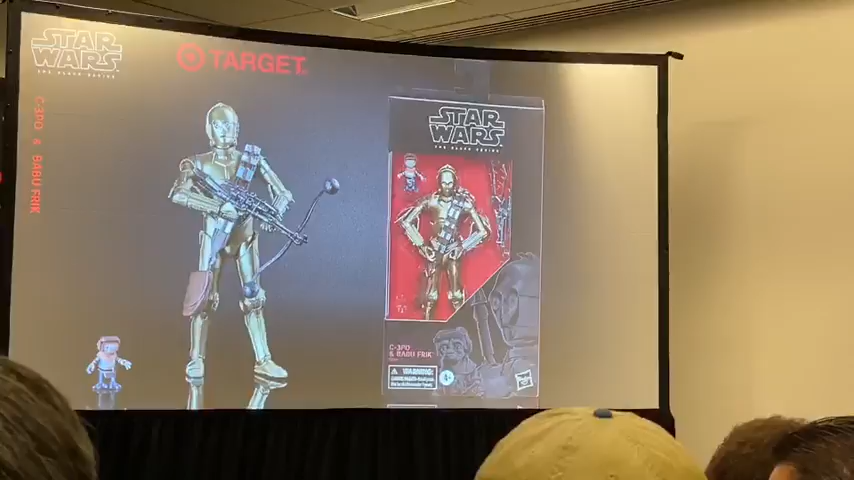 STAR
WARS
THE BLACK SERIES
TARGET
C-3PO & BABU FRIK
STAR
WARS
THE BLACK SERIES
C-3PO
& BABU FRIK
WARNING: